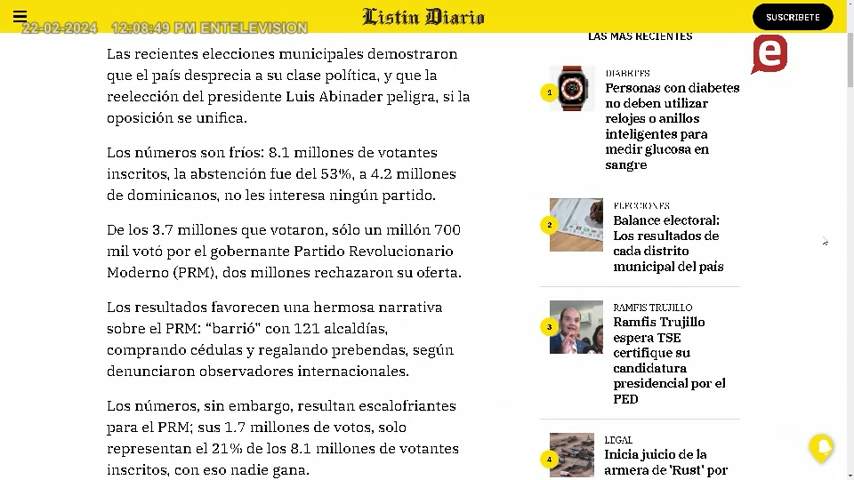 22-02-2024 12:08:49 PM ENTELEVISION
Listin Diario
SUSCRIBETE
Las recientes elecciones municipales demostraron
que el país desprecia a su clase política, y que la
reelección del presidente Luis Abinader peligra, si la
oposición se unifica.
Los números son fríos: 8.1 millones de votantes
inscritos, la abstención fue del 53%, a 4.2 millones
de dominicanos, no les interesa ningún partido.
De los 3.7 millones que votaron, sólo un millón 700
mil votó por el gobernante Partido Revolucionario
Moderno (PRM), dos millones rechazaron su oferta.
Los resultados favorecen una hermosa narrativa
sobre el PRM: “barrió” con 121 alcaldías,
comprando cédulas y regalando prebendas, según
denunciaron observadores internacionales.
Los números, sin embargo, resultan escalofriantes
para el PRM; sus 1.7 millones de votos, solo
representan el 21% de los 8.1 millones de votantes
inscritos, con eso nadie gana.
LAS MÁS RECIENTES
e
1
DIABETES
Personas con diabetes
no deben utilizar
relojes o anillos
inteligentes para
medir glucosa en
sangre
2
ELECCIONES
Balance electoral:
Los resultados de
cada distrito
municipal del país
3
RAMFIS TRUJILLO
Ramfis Trujillo
espera TSE
certifique su
candidatura
presidencial por el
PED
4
LEGAL
Inicia juicio de la
armera de 'Rust' por